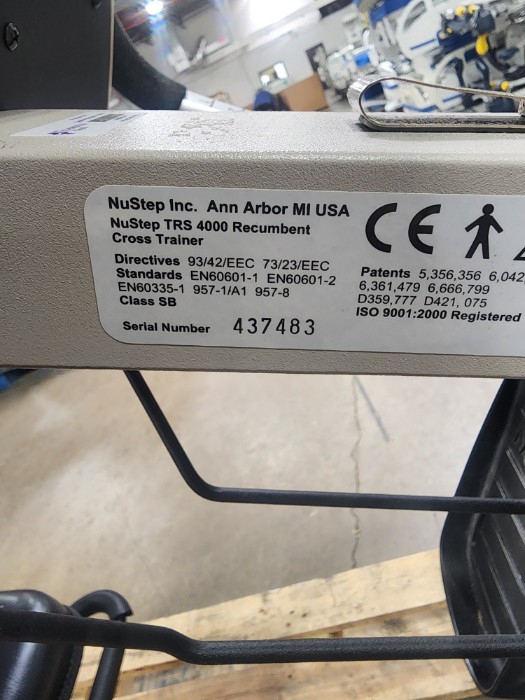 NuStep Inc. Ann Arbor MI USA
NuStep TRS 4000 Recumbent
Cross Trainer
Directives 93/42/EEC 73/23/EEC
Standards EN60601-1 EN60601-2
EN60335-1 957-1/A1 957-8
Class SB
Serial Number 437483
CE
Patents 5,356,356 6,042,
6,361,479 6,666,799
D359,777 D421, 075
ISO 9001:2000 Registered